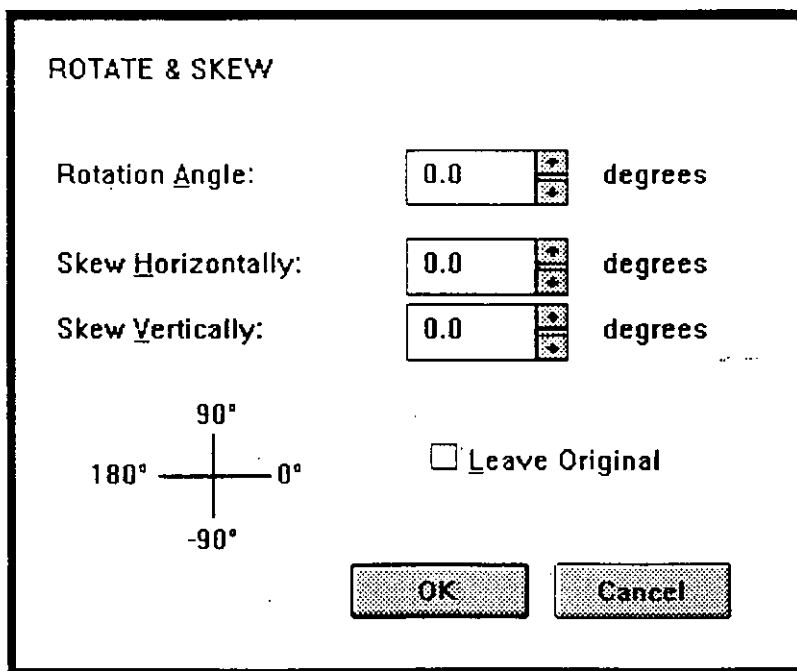 ROTATE & SKEW
Rotation Angle: 0.0 degrees
Skew Horizontally: 0.0 degrees
Skew Vertically: 0.0 degrees
90°
180° 0°
-90°
Leave Original
OK Cancel